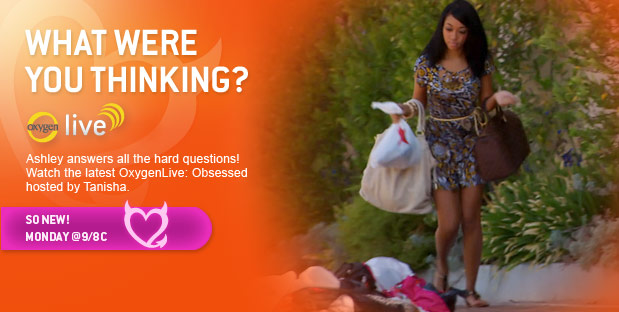 WHAT WERE
YOU THINKING?
oxygen live
Ashley answers all the hard questions!
Watch the latest OxygenLive: Obsessed
hosted by Tanisha.
SO NEW!
MONDAY @9/8C